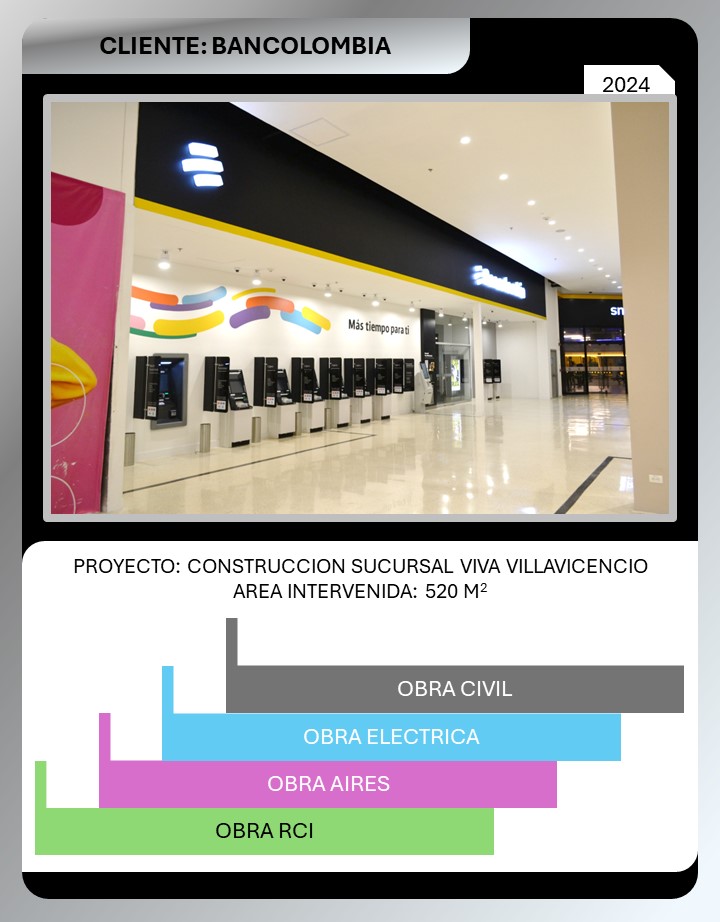 CLIENTE: BANCOLOMBIA
2024
Más tiempo para ti
PROYECTO: CONSTRUCCION SUCURSAL VIVA VILLAVICENCIO
AREA INTERVENIDA: 520 M²
OBRA CIVIL
OBRA ELECTRICA
OBRA AIRES
OBRA RCI